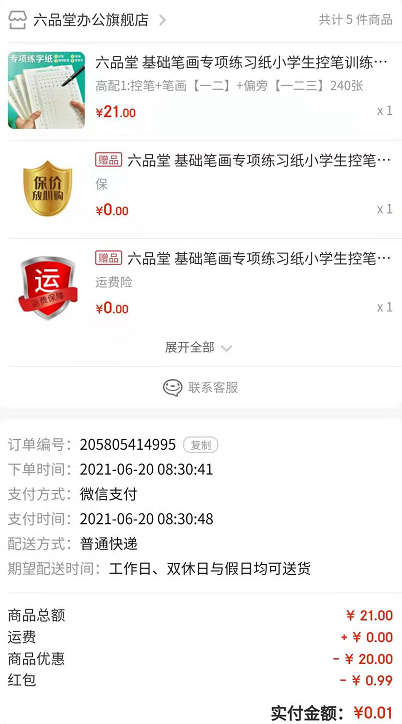 六品堂办公旗舰店
共计 5 件商品
专项练字纸
六品堂 基础笔画专项练习纸小学生控笔训练…
高配1:控笔+笔画【一二】+偏旁【一二三】240张
¥21.00
x 1
保价
放心购
赠品 六品堂 基础笔画专项练习纸小学生控笔…
保
¥0.00
x 1
运
运费保障
赠品 六品堂 基础笔画专项练习纸小学生控笔…
运费险
¥0.00
x 1
展开全部
联系客服
订单编号: 205805414995 复制
下单时间: 2021-06-20 08:30:41
支付方式: 微信支付
支付时间: 2021-06-20 08:30:48
配送方式: 普通快递
期望配送时间: 工作日、双休日与假日均可送货
商品总额 ¥ 21.00
运费 + ¥ 0.00
商品优惠 - ¥ 20.00
红包 - ¥ 0.99
实付金额: ¥0.01